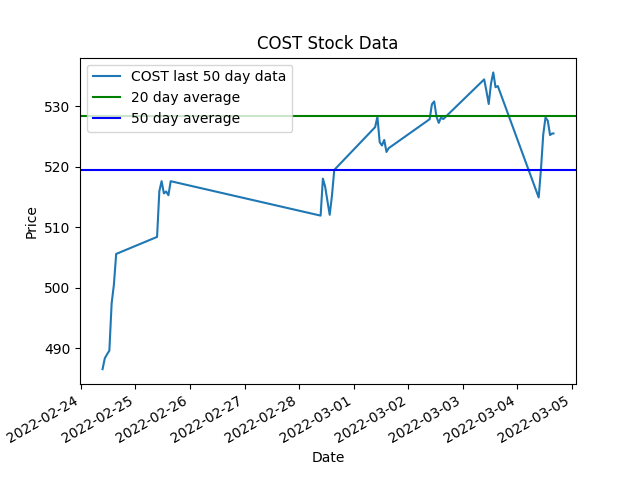 COST Stock Data
COST last 50 day data
20 day average
50 day average
530
520
510
500
490
Price
2022-02-24
2022-02-25
2022-02-26
2022-02-27
2022-02-28
2022-03-01
2022-03-02
2022-03-03
2022-03-04
2022-03-05
Date